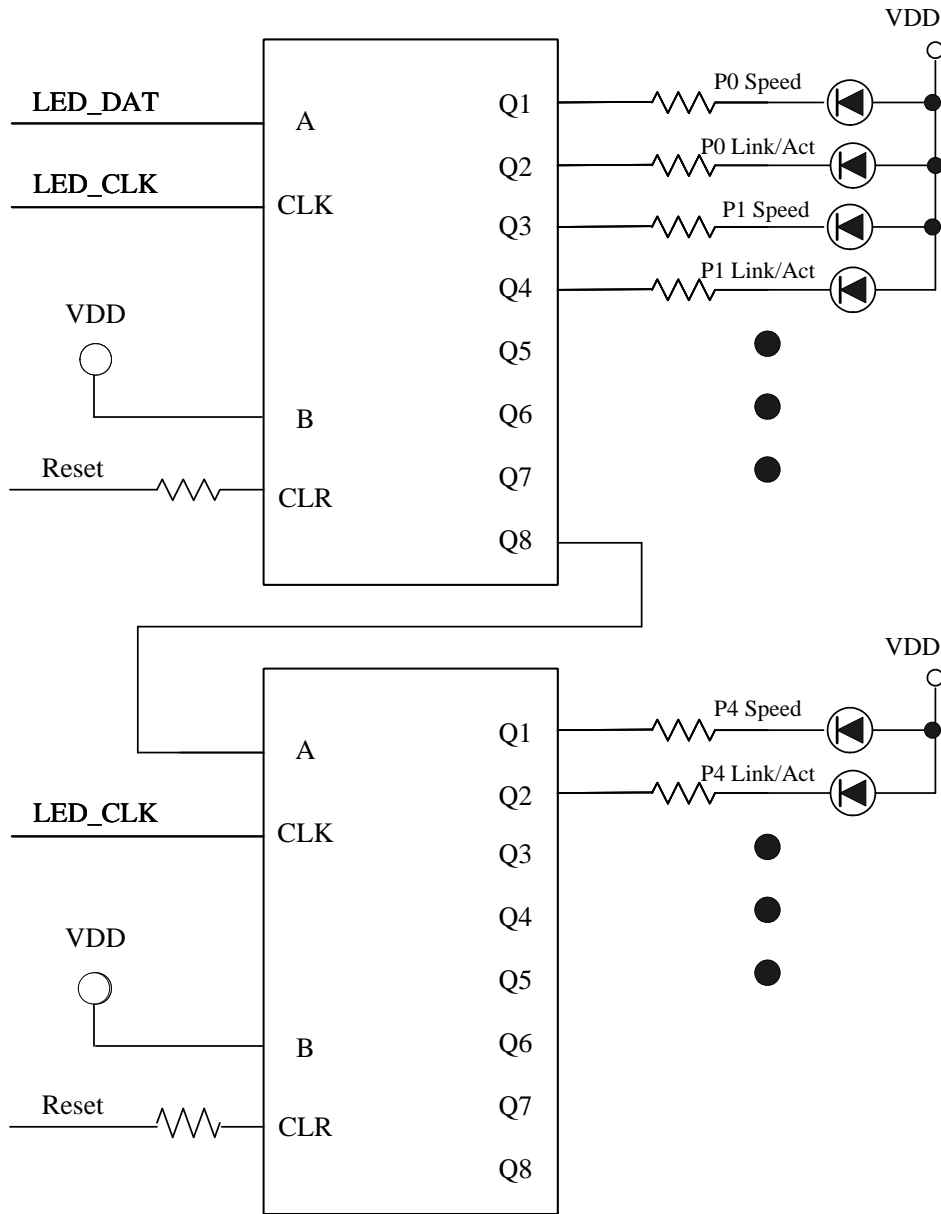 VDD
LED_DAT
A
Q1
P0 Speed
Q2
P0 Link/Act
LED_CLK
CLK
Q3
P1 Speed
Q4
P1 Link/Act
VDD
Q5
B
Q6
Reset
CLR
Q7
Q8
VDD
A
Q1
P4 Speed
Q2
P4 Link/Act
LED_CLK
CLK
Q3
Q4
VDD
Q5
B
Q6
Reset
CLR
Q7
Q8